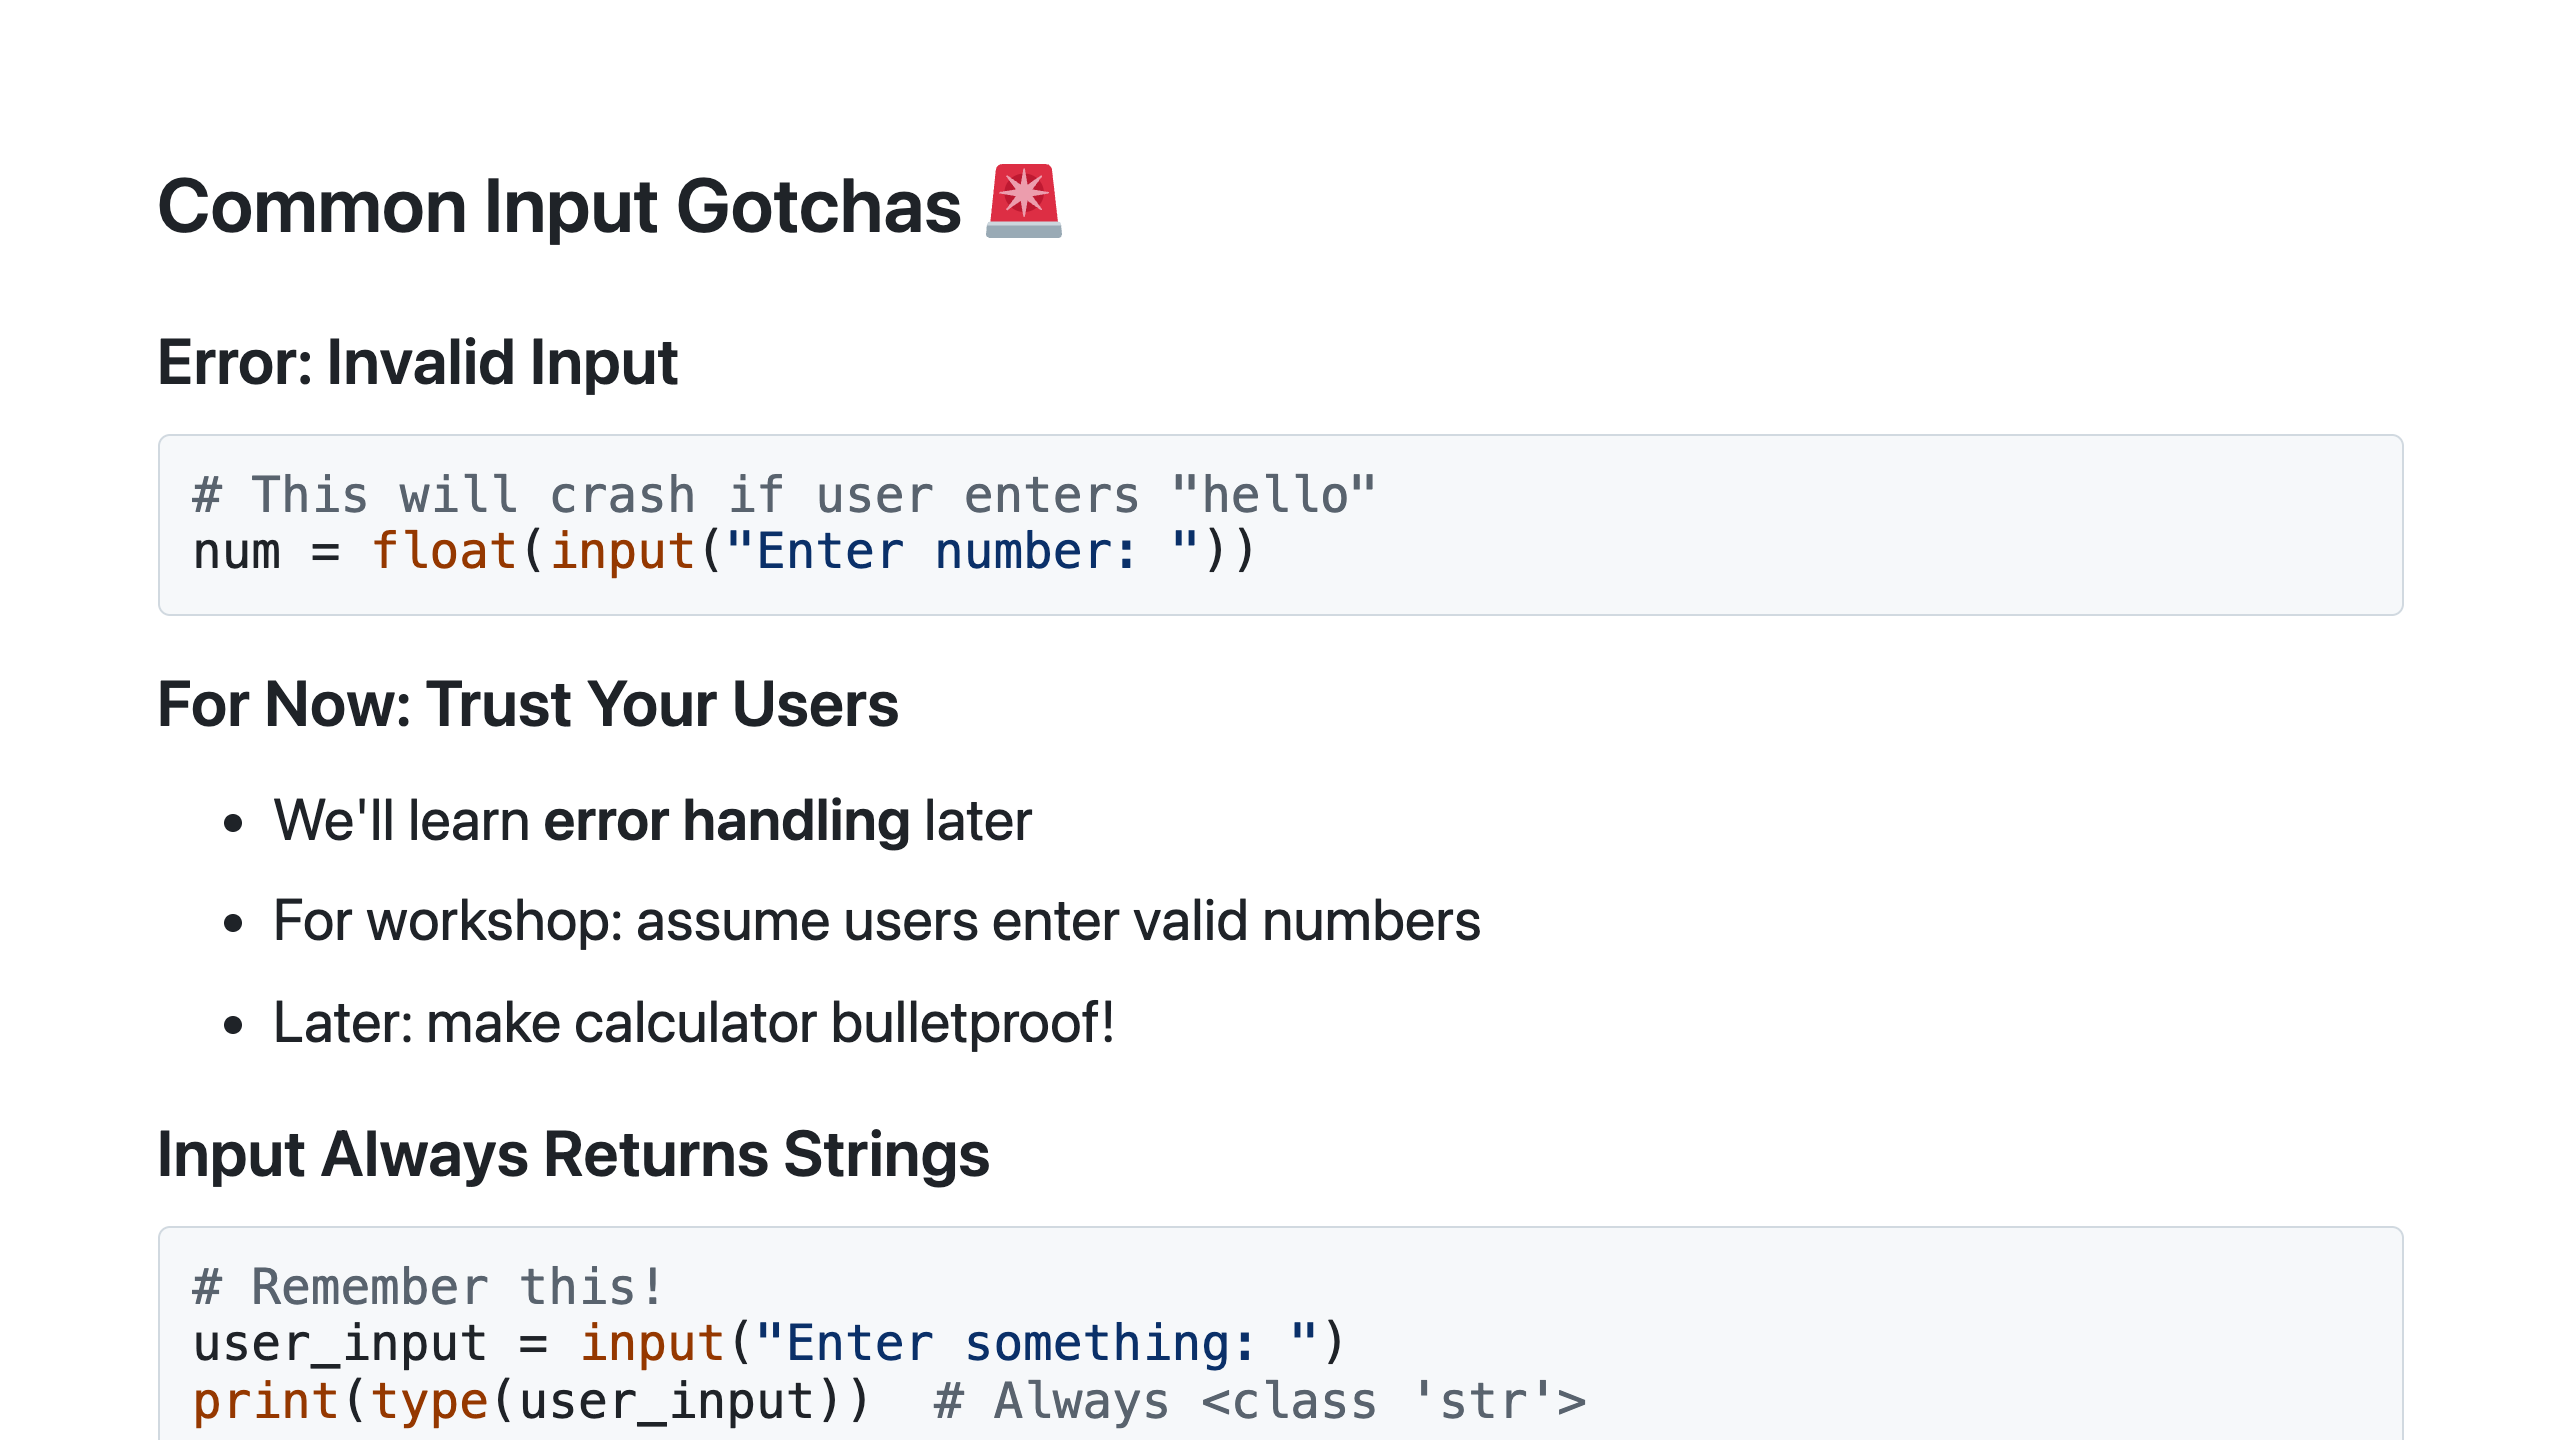 Common Input Gotchas 🚨
Error: Invalid Input
# This will crash if user enters "hello"
num = float(input("Enter number: "))
For Now: Trust Your Users
• We'll learn error handling later
• For workshop: assume users enter valid numbers
• Later: make calculator bulletproof!
Input Always Returns Strings
# Remember this!
user_input = input("Enter something: ")
print(type(user_input))  # Always <class 'str'>